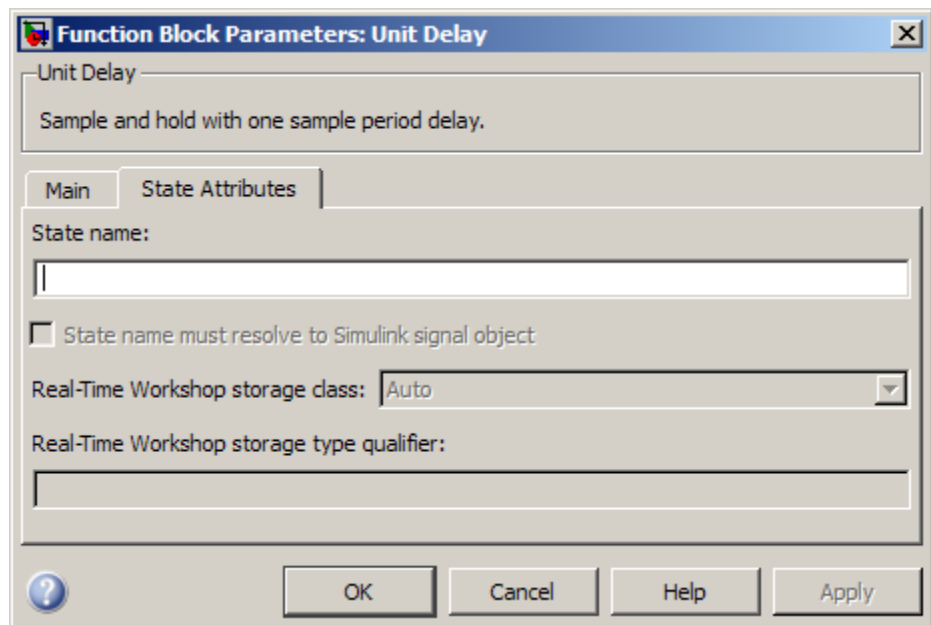 Function Block Parameters: Unit Delay
Unit Delay
Sample and hold with one sample period delay.
Main State Attributes
State name:
State name must resolve to Simulink signal object
Real-Time Workshop storage class: Auto
Real-Time Workshop storage type qualifier:
? OK Cancel Help Apply